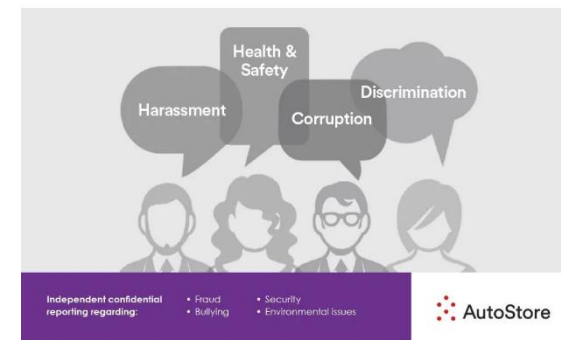 Health &
Safety
Harassment
Corruption
Discrimination
Independent confidential
reporting regarding:
• Fraud
• Bullying
• Security
• Environmental issues
AutoStore